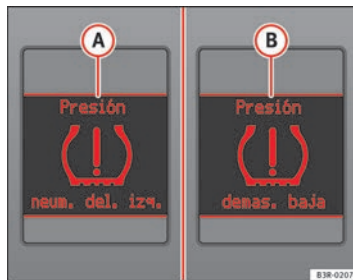 A
B
Presión
neum. del. izq.
Presión
demas. baja
B3R-0207